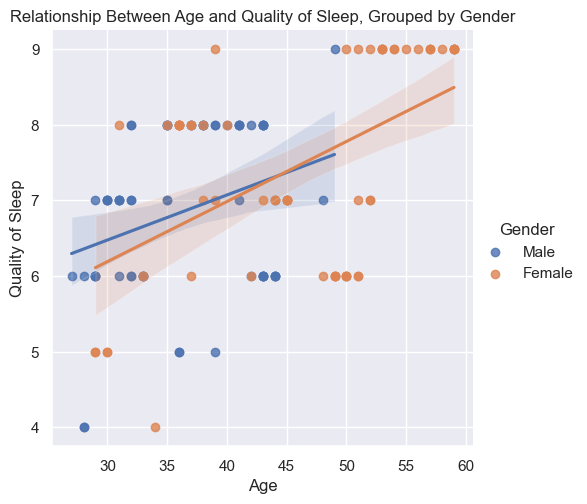 Relationship Between Age and Quality of Sleep, Grouped by Gender
9
8
7
6
5
4
Quality of Sleep
30 35 40 45 50 55 60
Age
Gender
Male
Female